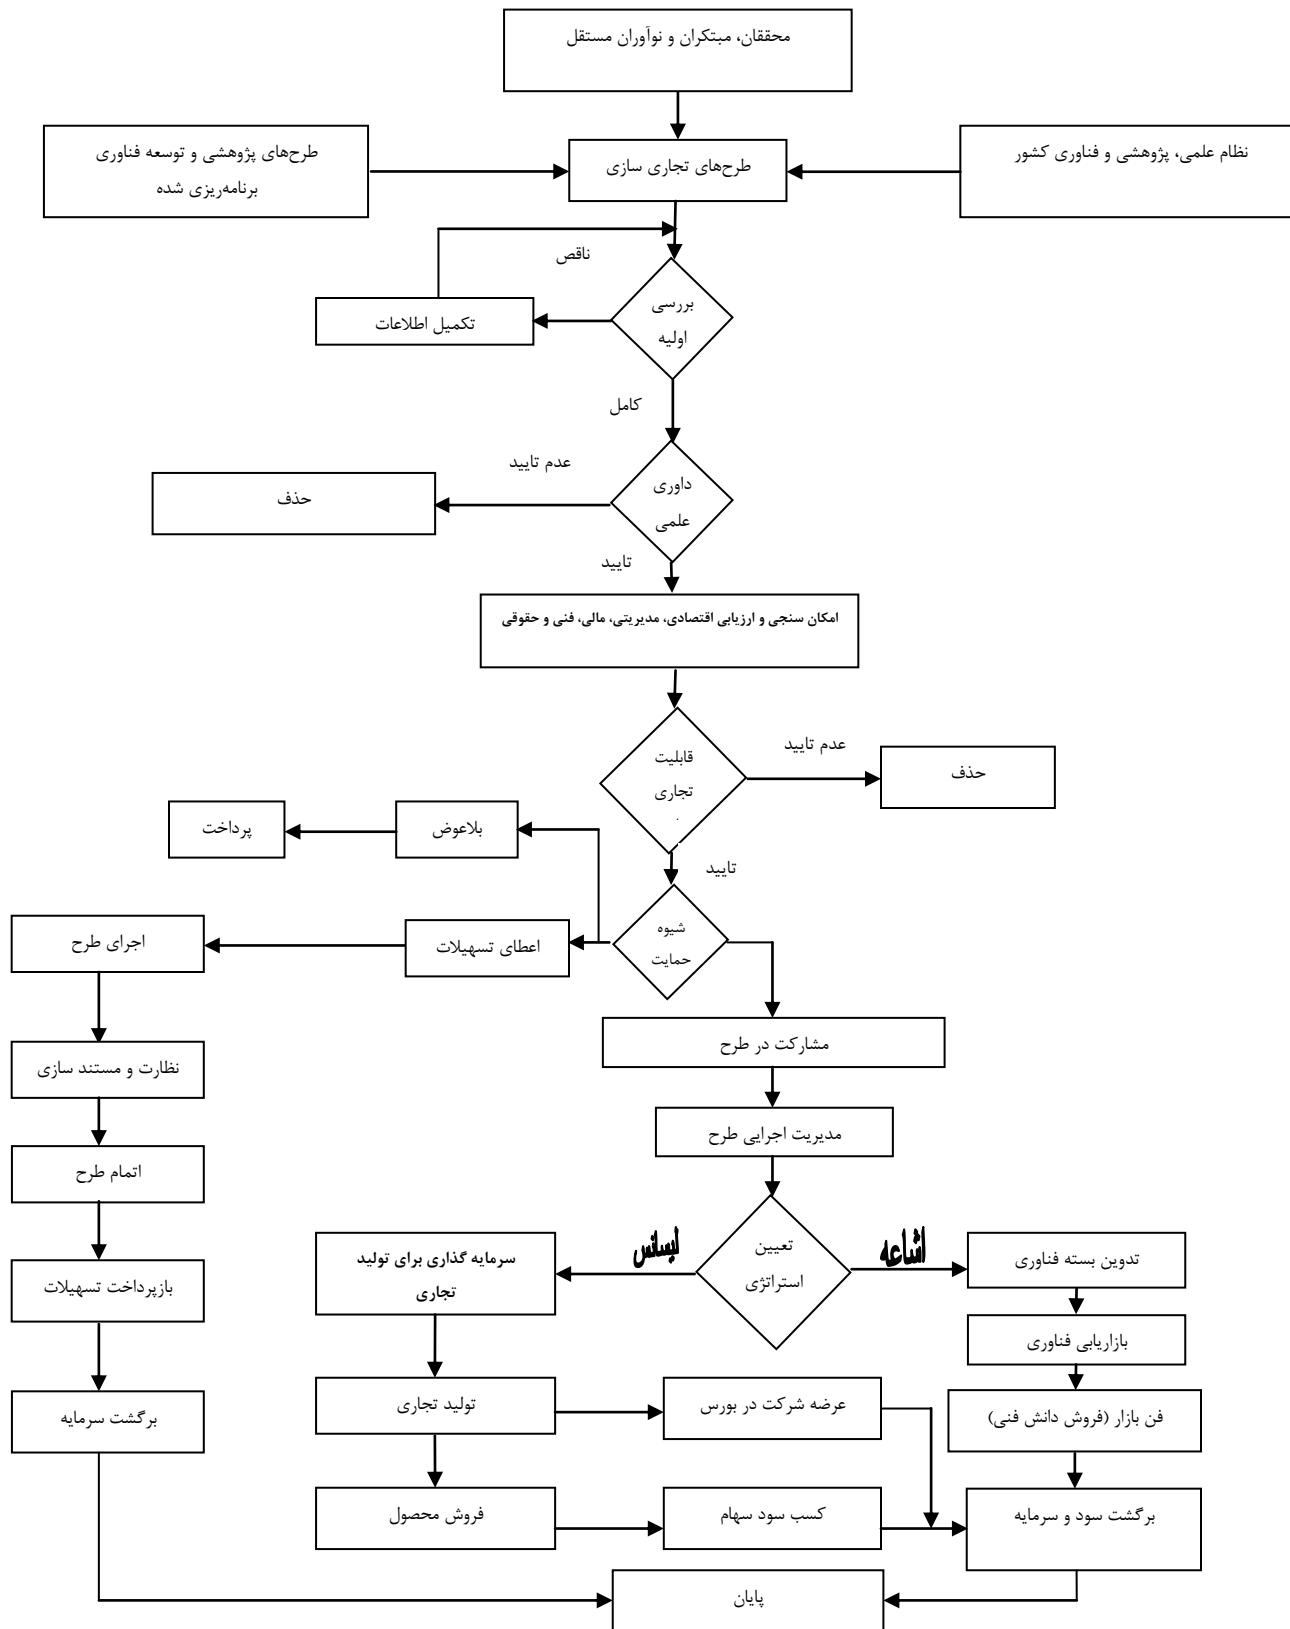 محققان، مبتکران و نوآوران مستقل
نظام علمی، پژوهشی و فناوری کشور
طرح‌های تجاری سازی
طرح‌های پژوهشی و توسعه فناوری
برنامه‌ریزی شده
ناقص
بررسی
اولیه
تکمیل اطلاعات
کامل
داوری
علمی
عدم تایید
حذف
تایید
امکان سنجی و ارزیابی اقتصادی، مدیریتی، مالی، فنی و حقوقی
قابلیت
تجاری
عدم تایید
حذف
تایید
بلاعوض
پرداخت
شیوه
حمایت
اعطای تسهیلات
اجرای طرح
مشارکت در طرح
نظارت و مستند سازی
مدیریت اجرایی طرح
اتمام طرح
تعیین
استراتژی
اشاعه
لیسانس
تدوین بسته فناوری
سرمایه گذاری برای تولید
تجاری
بازپرداخت تسهیلات
بازاریابی فناوری
فن بازار (فروش دانش فنی)
عرضه شرکت در بورس
تولید تجاری
برگشت سرمایه
برگشت سود و سرمایه
کسب سود سهام
فروش محصول
پایان